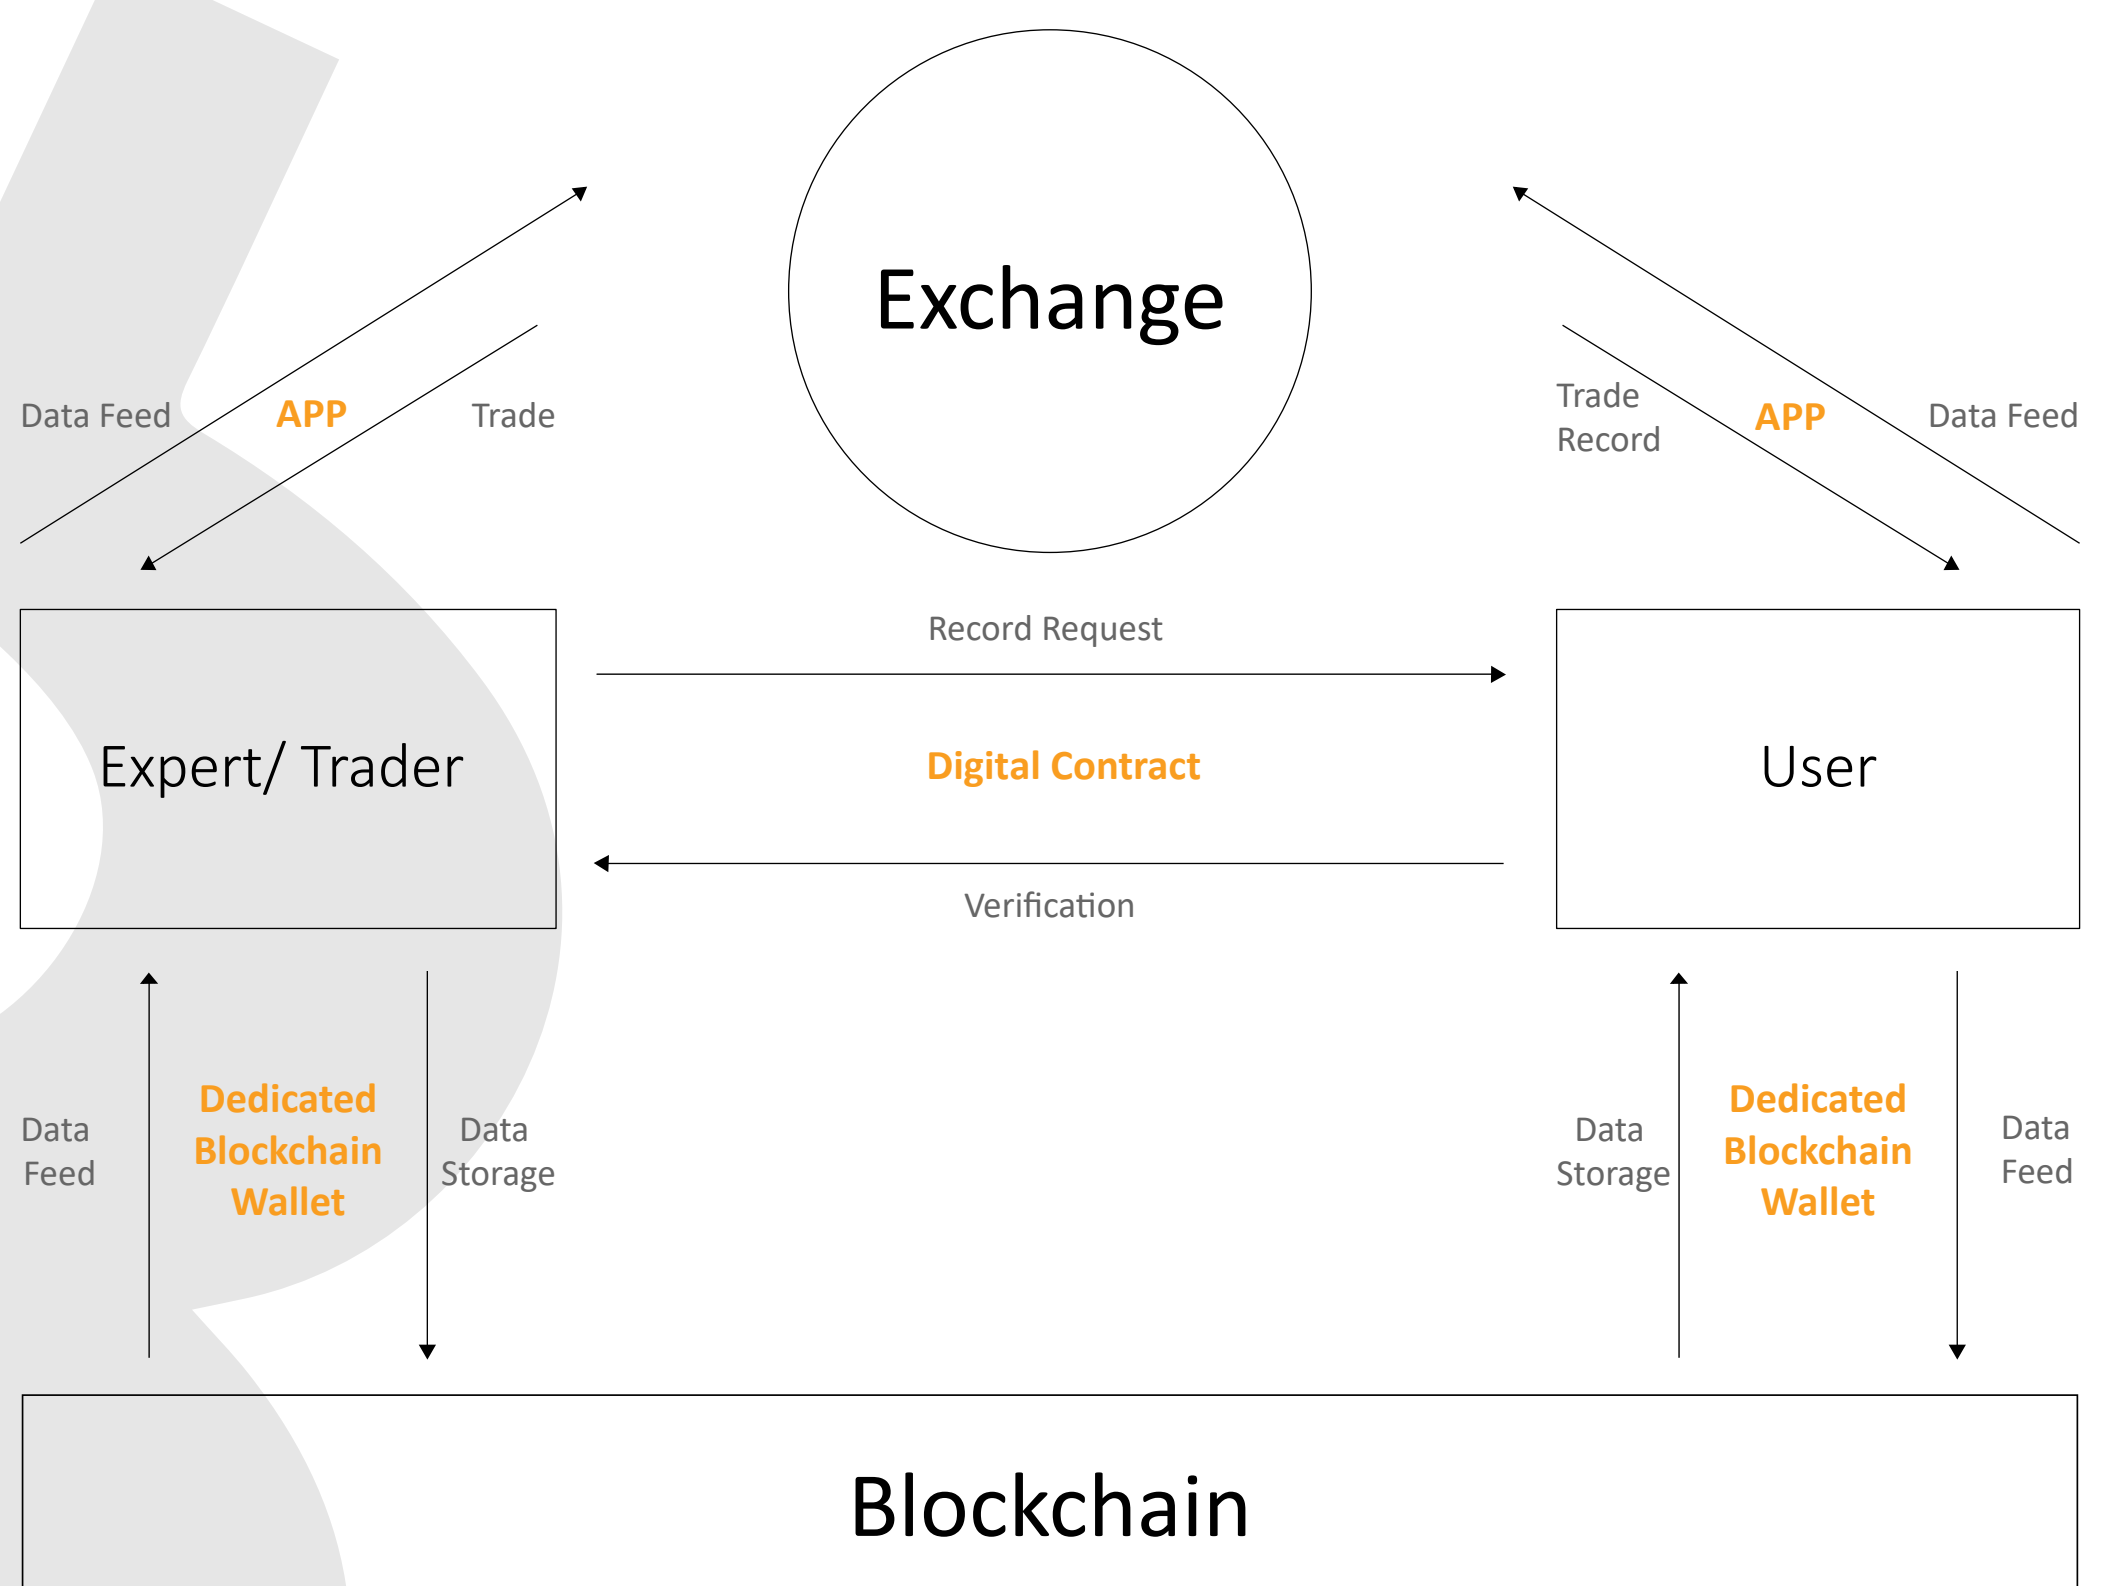 Exchange
Data Feed
APP
Trade
Trade
Record
APP
Data Feed
Record Request
Expert/ Trader
Digital Contract
User
Verification
Data
Feed
Dedicated
Blockchain
Wallet
Data
Storage
Data
Storage
Dedicated
Blockchain
Wallet
Data
Feed
Blockchain